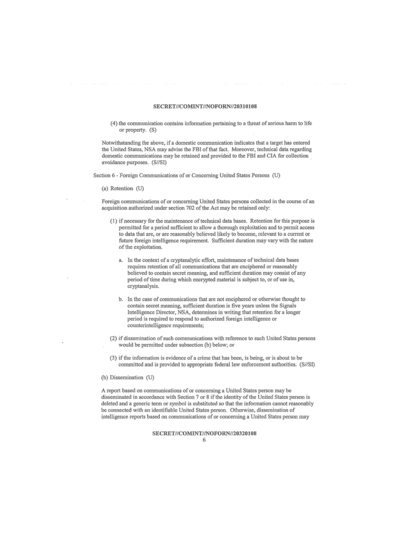 SECRET//COMINT//NOFORN//20310108
(4) the communication contains information pertaining to a threat of serious harm to life
or property. (S)
Notwithstanding the above, if a domestic communication indicates that a target has entered
the United States, NSA may advise the FBI of that fact. Moreover, technical data regarding
domestic communications may be retained and provided to the FBI and CIA for collection
avoidance purposes. (S//SI)
Section 6 - Foreign Communications of or Concerning United States Persons (U)
(a) Retention (U)
Foreign communications of or concerning United States persons collected in the course of an
acquisition authorized under section 702 of the Act may be retained only:
(1) if necessary for the maintenance of technical data bases. Retention for this purpose is
permitted for a period sufficient to allow a thorough exploitation and to permit access
to data that are, or are reasonably believed likely to become, relevant to a current or
future foreign intelligence requirement. Sufficient duration may vary with the nature
of the exploitation.
a. In the context of a cryptanalytic effort, maintenance of technical data bases
requires retention of all communications that are enciphered or reasonably
believed to contain secret meaning, and sufficient duration may consist of any
period of time during which encrypted material is subject to, or of use in,
cryptanalysis.
b. In the case of communications that are not enciphered or otherwise thought to
contain secret meaning, sufficient duration is five years unless the Signals
Intelligence Director, NSA, determines in writing that retention for a longer
period is required to respond to authorized foreign intelligence or
counterintelligence requirements;
(2) if dissemination of such communications with reference to such United States persons
would be permitted under subsection (b) below; or
(3) if the information is evidence of a crime that has been, is being, or is about to be
committed and is provided to appropriate federal law enforcement authorities. (S//SI)
(b) Dissemination (U)
A report based on communications of or concerning a United States person may be
disseminated in accordance with Section 7 or 8 if the identity of the United States person is
deleted and a generic term or symbol is substituted so that the information cannot reasonably
be connected with an identifiable United States person. Otherwise, dissemination of
intelligence reports based on communications of or concerning a United States person may
SECRET//COMINT//NOFORN//20320108
6